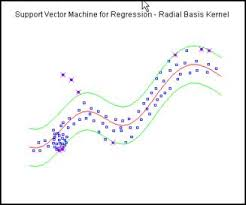 Support Vector Machine for Regression - Radial Basis Kernel